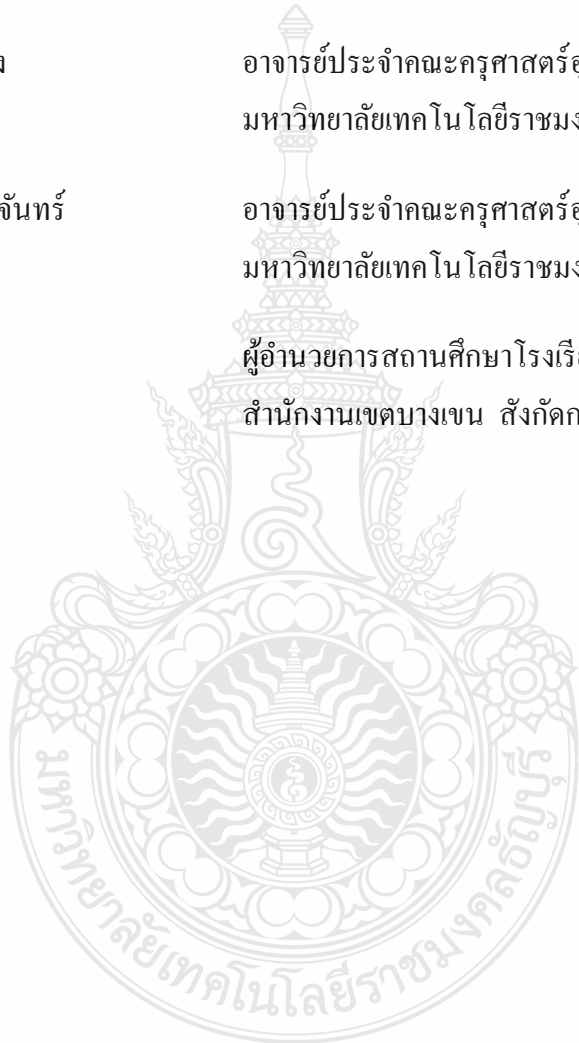 อาจารย์ประจำคณะครุศาสตร์
มหาวิทยาลัยเทคโนโลยีราชมง
จันทร์ อาจารย์ประจำคณะครุศาสตร์
มหาวิทยาลัยเทคโนโลยีราชมง
ผู้อำนวยการสถานศึกษาโรงเรี
สำนักงานเขตบางเขน สังกัดก
มหาวิทยาลัยเทคโนโลยีราชมงคลธัญบุรี